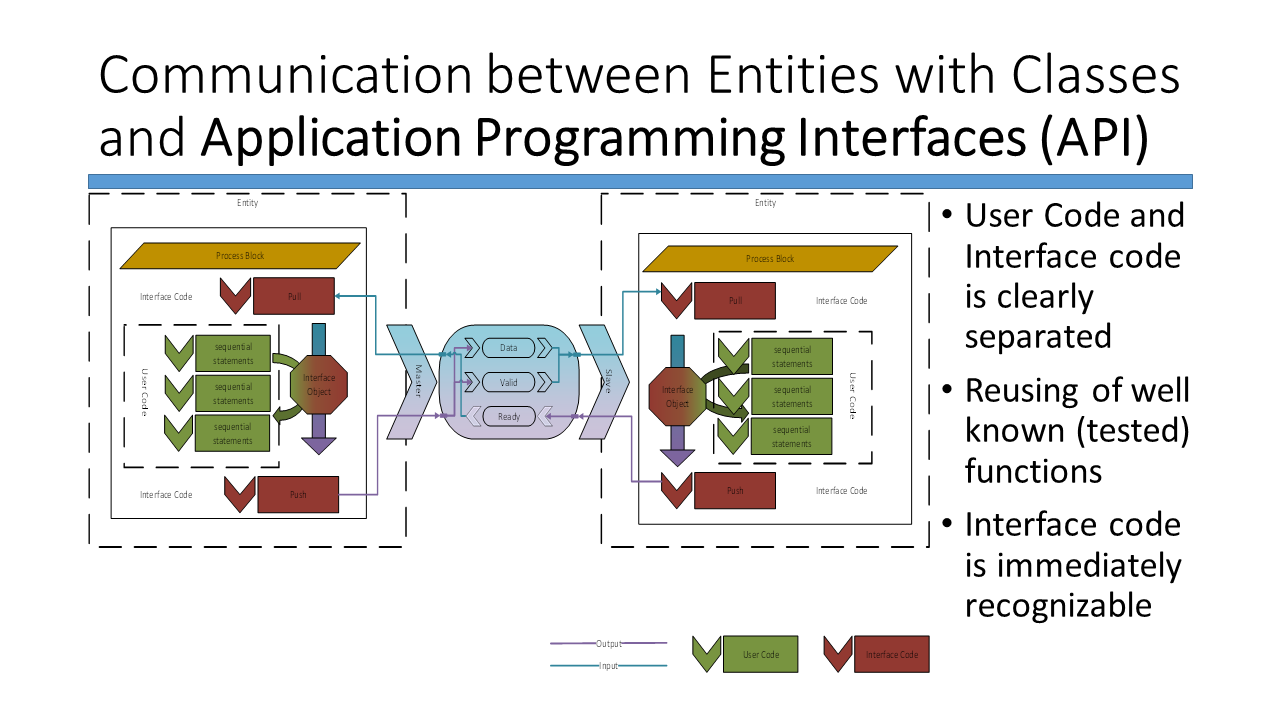 Communication between Entities with Classes
and Application Programming Interfaces (API)
Entity
Process Block
Interface Code
Pull
User Code
sequential
statements
sequential
statements
sequential
statements
Interface
Object
Interface Code
Push
Master
Data
Valid
Ready
Slave
Entity
Process Block
Pull
Interface Code
Interface
Object
sequential
statements
sequential
statements
sequential
statements
User Code
Push
Interface Code
• User Code and
Interface code
is clearly
separated
• Reusing of well
known (tested)
functions
• Interface code
is immediately
recognizable
Output
Input
User Code
Interface Code